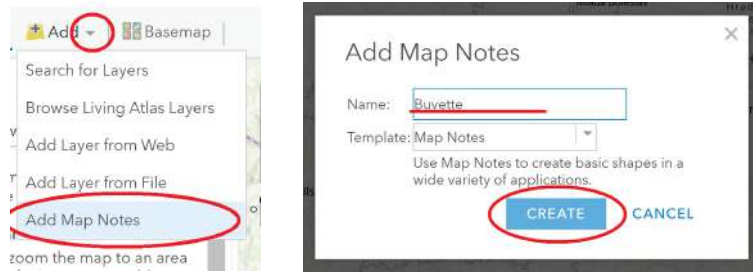 Add
Basemap
Search for Layers
Browse Living Atlas Layers
Add Layer from Web
Add Layer from File
Add Map Notes
zoom the map to an area
Add Map Notes
Name: Buvette
Template: Map Notes
Use Map Notes to create basic shapes in a
wide variety of applications.
CREATE CANCEL